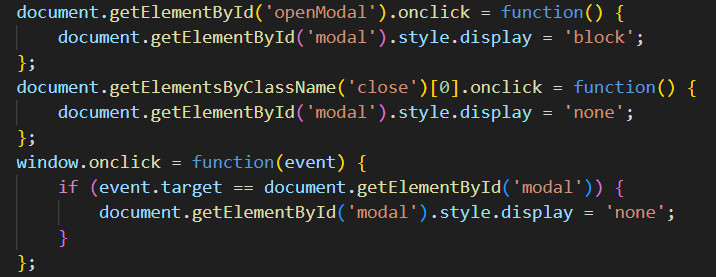 document.getElementById('openModal').onclick = function() {
    document.getElementById('modal').style.display = 'block';
};
document.getElementsByClassName('close')[0].onclick = function() {
    document.getElementById('modal').style.display = 'none';
};
window.onclick = function(event) {
    if (event.target == document.getElementById('modal')) {
        document.getElementById('modal').style.display = 'none';
    }
};